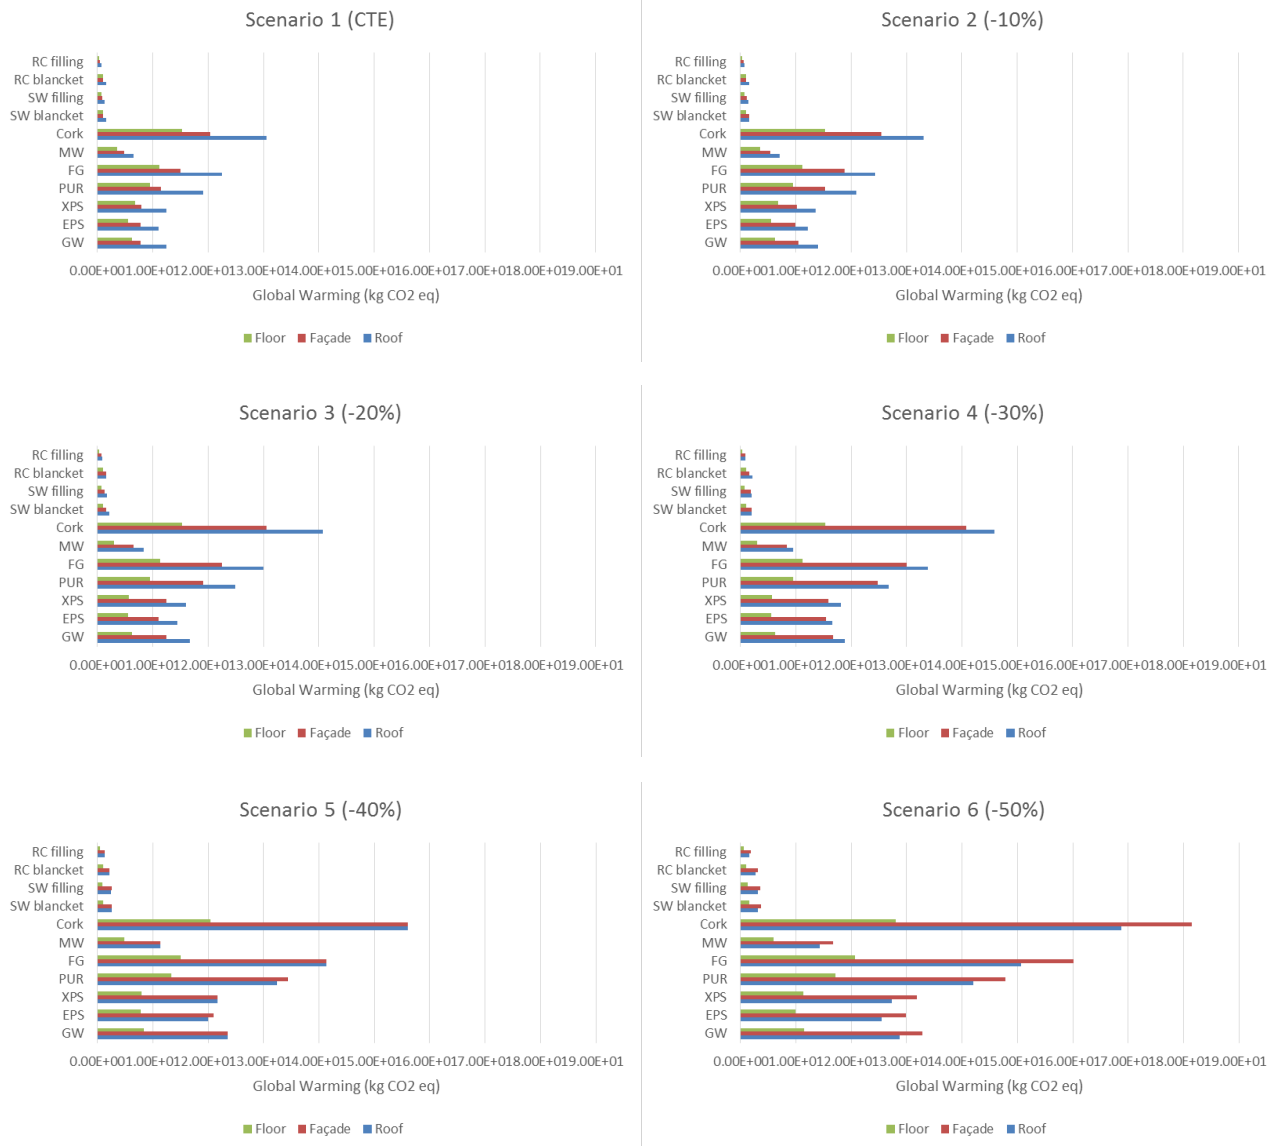 Scenario 1 (CTE)
RC filling
RC blancket
SW filling
SW blancket
Cork
MW
FG
PUR
XPS
EPS
GW
0.00E+001.00E+012.00E+013.00E+014.00E+015.00E+016.00E+017.00E+018.00E+019.00E+01
Global Warming (kg CO2 eq)
Floor Façade Roof
Scenario 2 (-10%)
RC filling
RC blancket
SW filling
SW blancket
Cork
MW
FG
PUR
XPS
EPS
GW
0.00E+001.00E+012.00E+013.00E+014.00E+015.00E+016.00E+017.00E+018.00E+019.00E+01
Global Warming (kg CO2 eq)
Floor Façade Roof
Scenario 3 (-20%)
RC filling
RC blancket
SW filling
SW blancket
Cork
MW
FG
PUR
XPS
EPS
GW
0.00E+001.00E+012.00E+013.00E+014.00E+015.00E+016.00E+017.00E+018.00E+019.00E+01
Global Warming (kg CO2 eq)
Floor Façade Roof
Scenario 4 (-30%)
RC filling
RC blancket
SW filling
SW blancket
Cork
MW
FG
PUR
XPS
EPS
GW
0.00E+001.00E+012.00E+013.00E+014.00E+015.00E+016.00E+017.00E+018.00E+019.00E+01
Global Warming (kg CO2 eq)
Floor Façade Roof
Scenario 5 (-40%)
RC filling
RC blancket
SW filling
SW blancket
Cork
MW
FG
PUR
XPS
EPS
GW
0.00E+001.00E+012.00E+013.00E+014.00E+015.00E+016.00E+017.00E+018.00E+019.00E+01
Global Warming (kg CO2 eq)
Floor Façade Roof
Scenario 6 (-50%)
RC filling
RC blancket
SW filling
SW blancket
Cork
MW
FG
PUR
XPS
EPS
GW
0.00E+001.00E+012.00E+013.00E+014.00E+015.00E+016.00E+017.00E+018.00E+019.00E+01
Global Warming (kg CO2 eq)
Floor Façade Roof